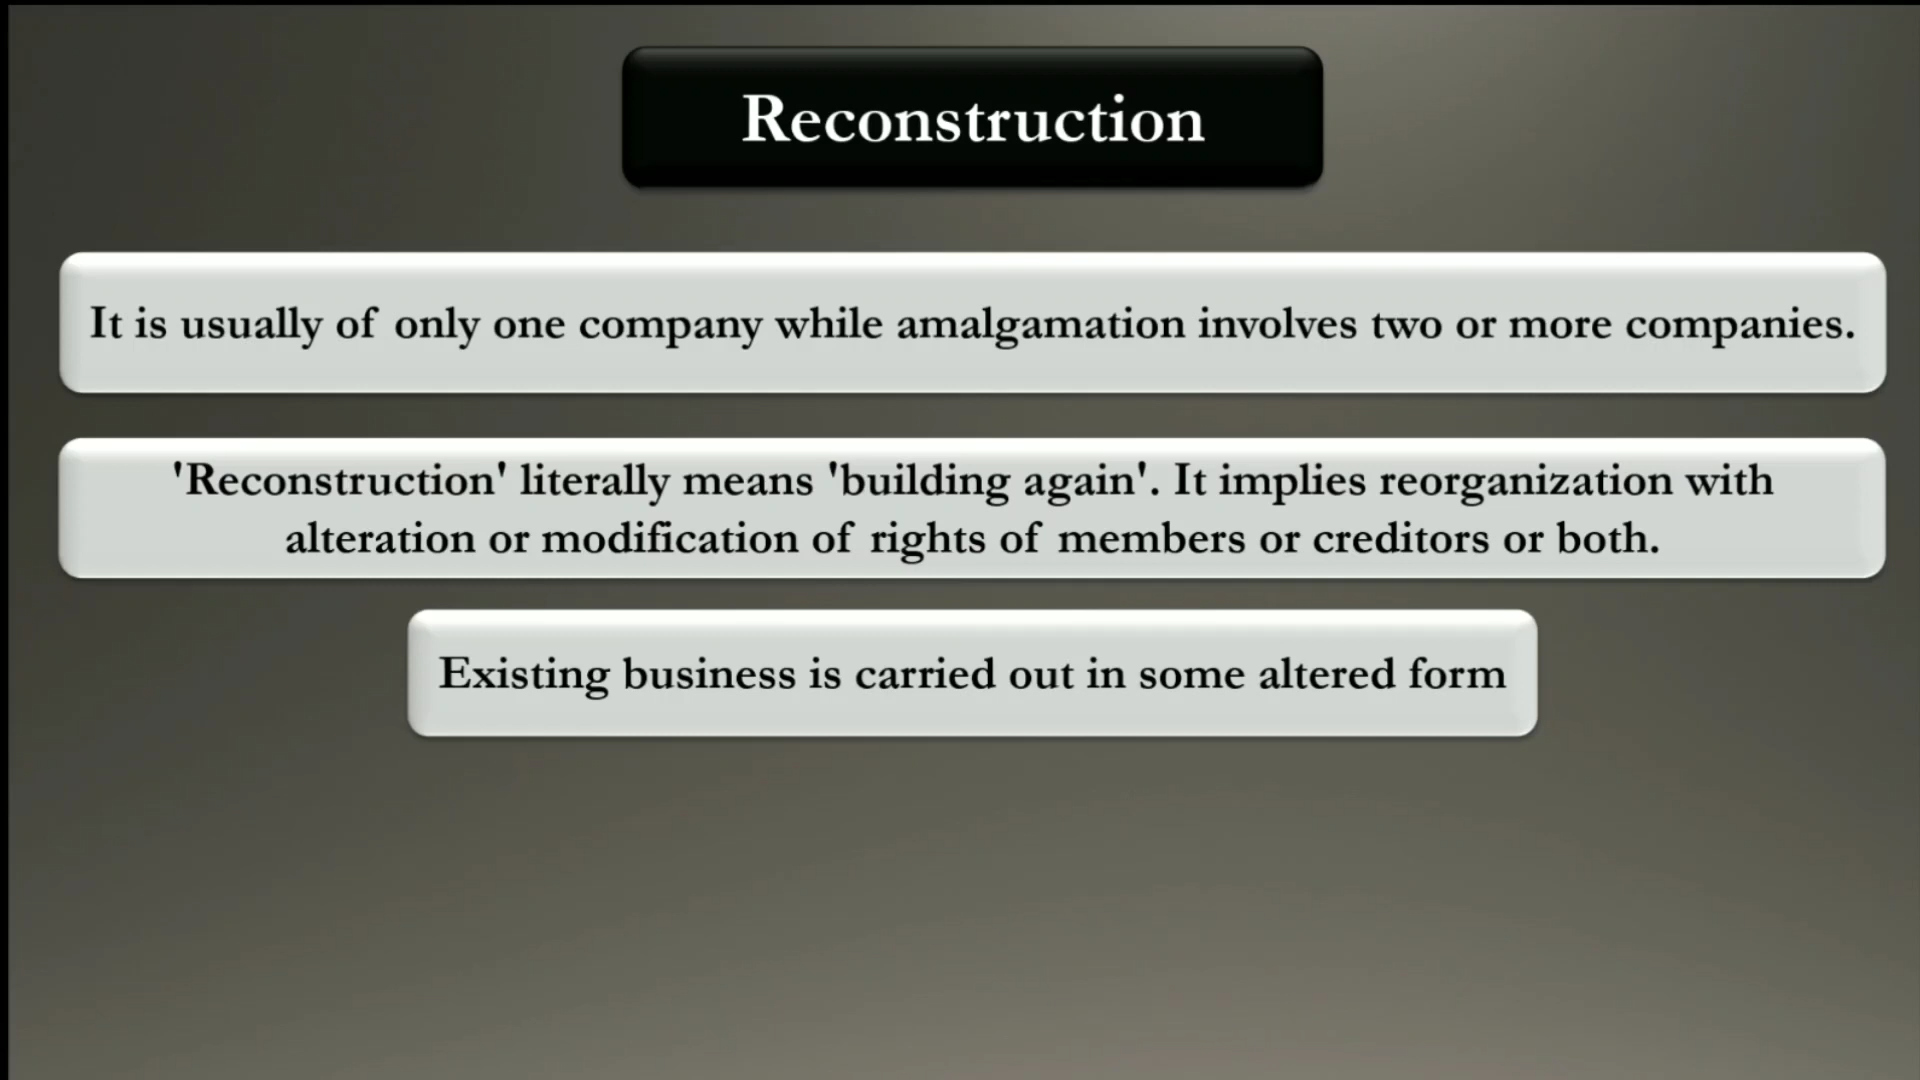 Reconstruction
It is usually of only one company while amalgamation involves two or more companies.
'Reconstruction' literally means 'building again'. It implies reorganization with
alteration or modification of rights of members or creditors or both.
Existing business is carried out in some altered form